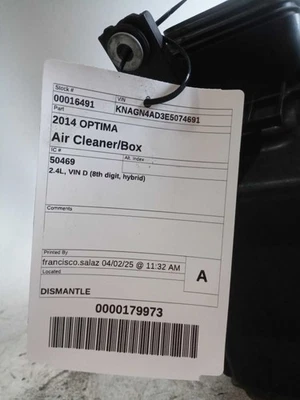 Stock #
VIN
00016491
KNAGN4AD3E5074691
Part
2014 OPTIMA
Air Cleaner/Box
IC #
Alt. Index
50469
2.4L, VIN D (8th digit, hybrid)
Comments
Printed By
francisco.salaz 04/02/25 @ 11:32 AM
Located
A
DISMANTLE
0000179973